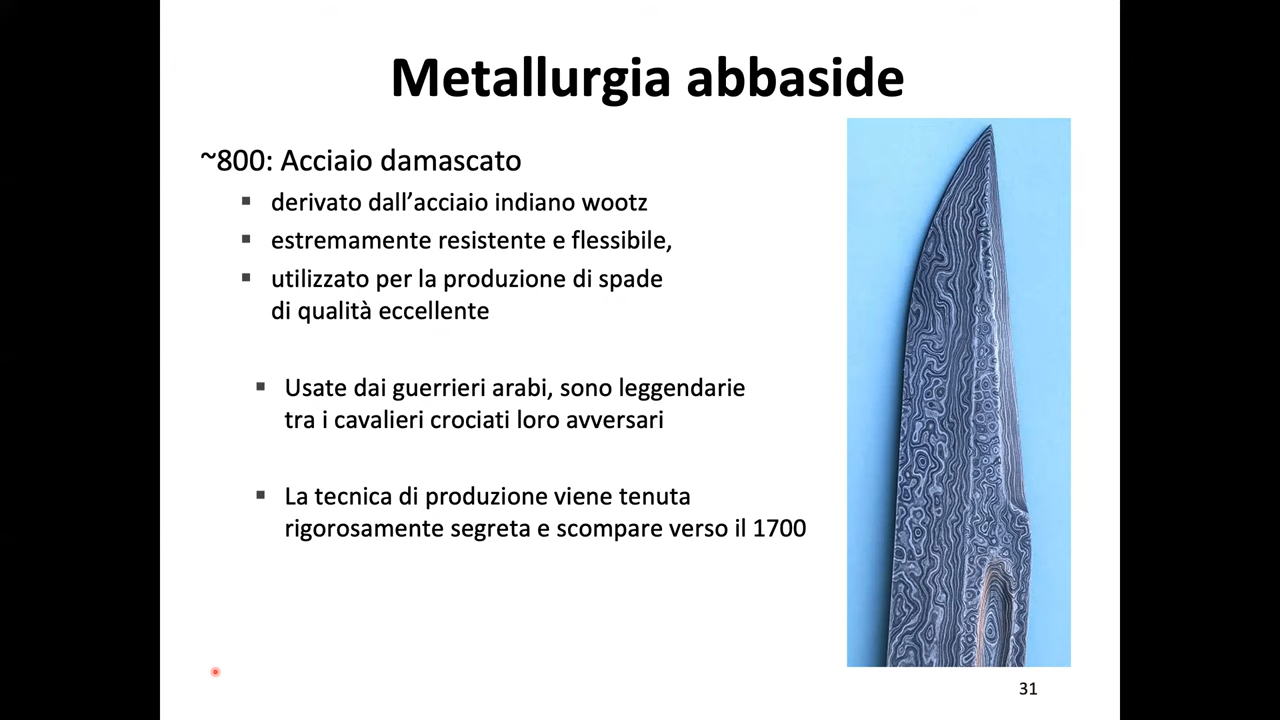 Metallurgia abbaside
~800: Acciaio damascato
▪ derivato dall’acciaio indiano wootz
▪ estremamente resistente e flessibile,
▪ utilizzato per la produzione di spade
di qualità eccellente
▪ Usate dai guerrieri arabi, sono leggendarie
tra i cavalieri crociati loro avversari
▪ La tecnica di produzione viene tenuta
rigorosamente segreta e scompare verso il 1700
31